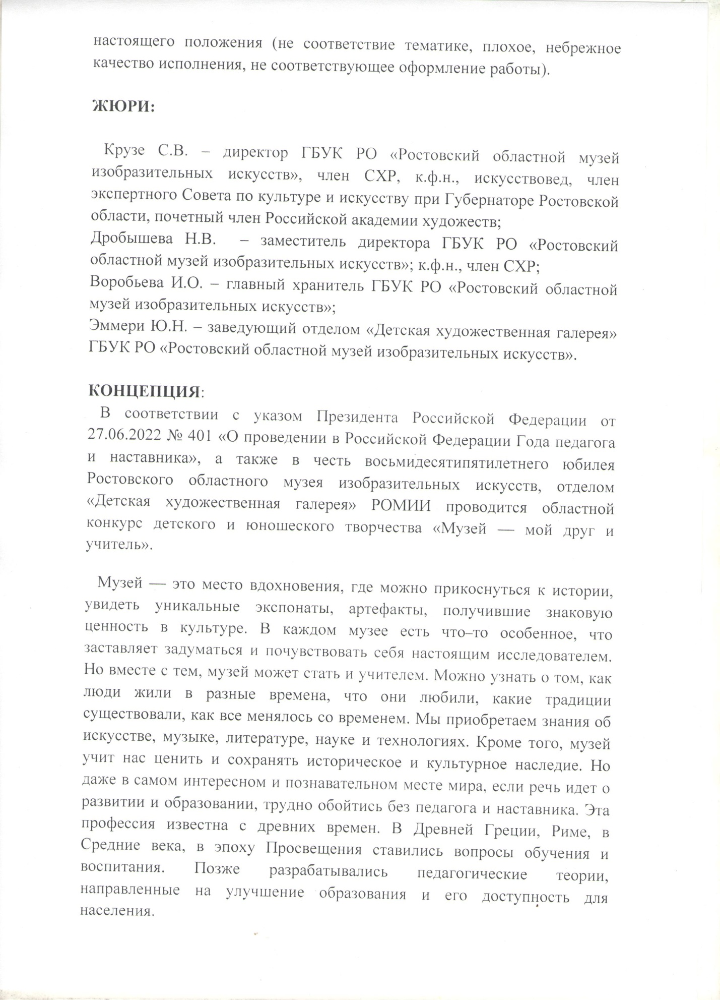 настоящего положения (не соответствие тематике, плохое, небрежное
качество исполнения, не соответствующее оформление работы).
ЖЮРИ:
Крузе С.В. – директор ГБУК РО «Ростовский областной музей
изобразительных искусств», член СХР, к.ф.н., искусствовед, член
экспертного Совета по культуре и искусству при Губернаторе Ростовской
области, почетный член Российской академии художеств;
Дробышева Н.В. – заместитель директора ГБУК РО «Ростовский
областной музей изобразительных искусств»; к.ф.н., член СХР;
Воробьева И.О. – главный хранитель ГБУК РО «Ростовский областной
музей изобразительных искусств»;
Эммери Ю.Н. – заведующий отделом «Детская художественная галерея»
ГБУК РО «Ростовский областной музей изобразительных искусств».
КОНЦЕПЦИЯ:
В соответствии с указом Президента Российской Федерации от
27.06.2022 № 401 «О проведении в Российской Федерации Года педагога
и наставника», а также в честь восьмидесятипятилетнего юбилея
Ростовского областного музея изобразительных искусств, отделом
«Детская художественная галерея» РОМИИ проводится областной
конкурс детского и юношеского творчества «Музей — мой друг и
учитель».
Музей — это место вдохновения, где можно прикоснуться к истории,
увидеть уникальные экспонаты, артефакты, получившие знаковую
ценность в культуре. В каждом музее есть что–то особенное, что
заставляет задуматься и почувствовать себя настоящим исследователем.
Но вместе с тем, музей может стать и учителем. Можно узнать о том, как
люди жили в разные времена, что они любили, какие традиции
существовали, как все менялось со временем. Мы приобретаем знания об
искусстве, музыке, литературе, науке и технологиях. Кроме того, музей
учит нас ценить и сохранять историческое и культурное наследие. Но
даже в самом интересном и познавательном месте мира, если речь идет о
развитии и образовании, трудно обойтись без педагога и наставника. Эта
профессия известна с древних времен. В Древней Греции, Риме, в
Средние века, в эпоху Просвещения ставились вопросы обучения и
воспитания. Позже разрабатывались педагогические теории,
направленные на улучшение образования и его доступность для
населения.